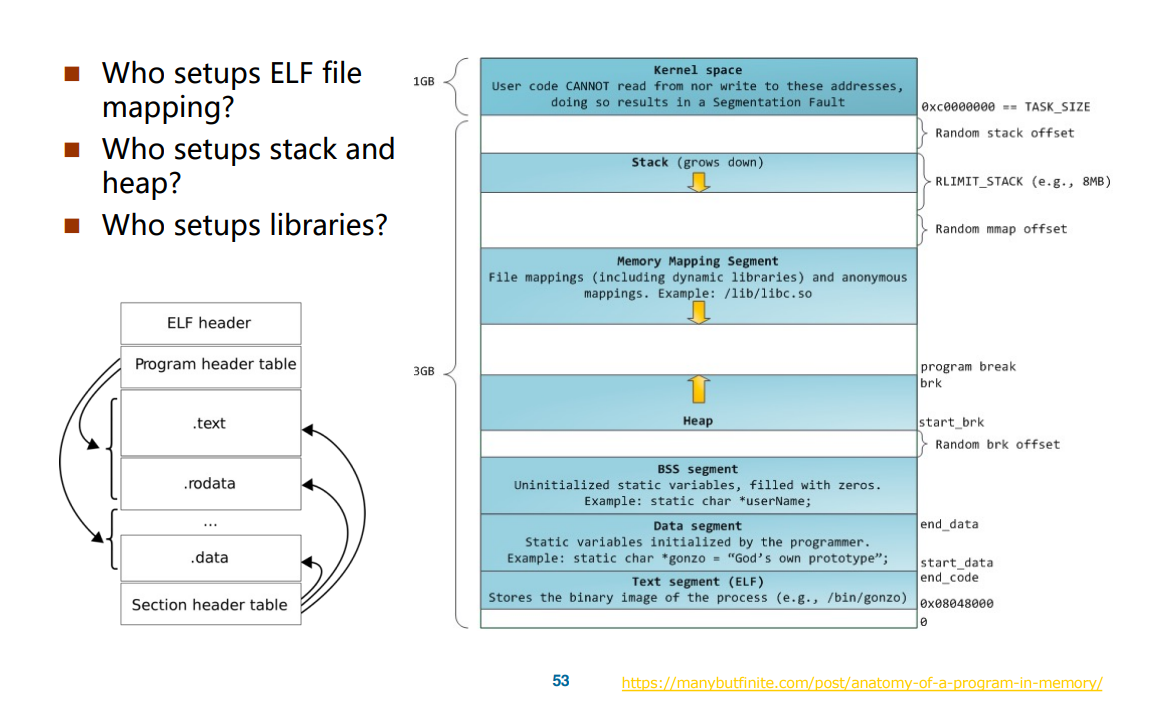 ■ Who setups ELF file
mapping?
■ Who setups stack and
heap?
■ Who setups libraries?
ELF header
Program header table
.text
.rodata
...
.data
Section header table
1GB
3GB
Kernel space
User code CANNOT read from nor write to these addresses,
doing so results in a Segmentation Fault
0xc0000000 == TASK_SIZE
Random stack offset
Stack (grows down)
RLIMIT_STACK (e.g., 8MB)
Random mmap offset
Memory Mapping Segment
File mappings (including dynamic libraries) and anonymous
mappings. Example: /lib/libc.so
program break
brk
Heap
start_brk
Random brk offset
BSS segment
Uninitialized static variables, filled with zeros.
Example: static char *userName;
Data segment
Static variables initialized by the programmer.
Example: static char *gonzo = “God’s own prototype”;
end_data
start_data
end_code
Text segment (ELF)
Stores the binary image of the process (e.g., /bin/gonzo)
0x08048000
0
53
https://manybutfinite.com/post/anatomy-of-a-program-in-memory/